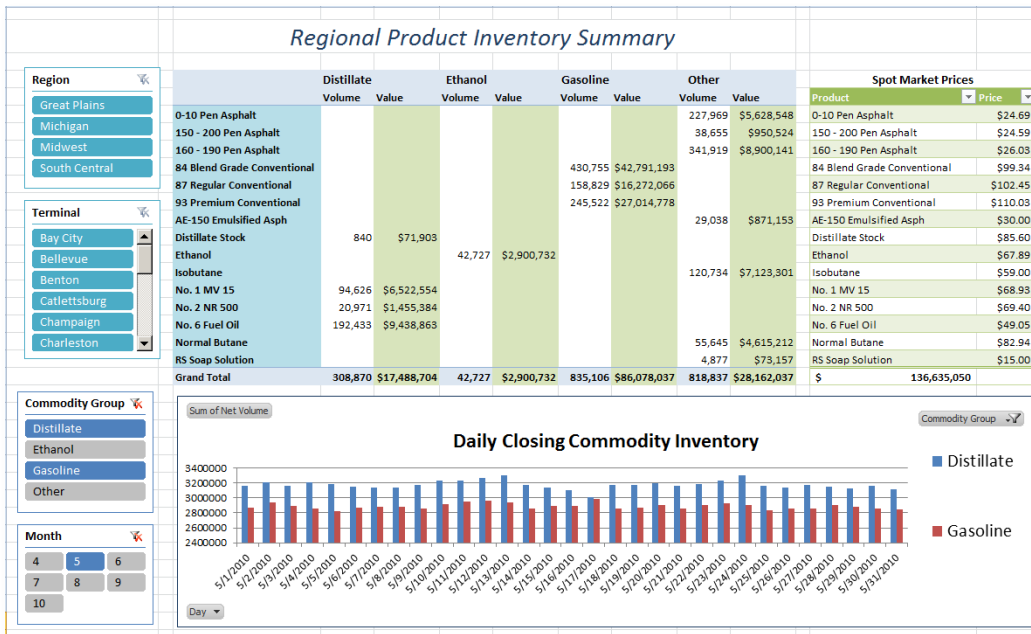 Regional Product Inventory Summary
Region
Great Plains
Michigan
Midwest
South Central
Terminal
Bay City
Bellevue
Benton
Catlettsburg
Champaign
Charleston
Commodity Group
Distillate
Ethanol
Gasoline
Other
Month
4 5 6
7 8 9
10
Distillate Ethanol Gasoline Other
Volume Value Volume Value Volume Value Volume Value
0-10 Pen Asphalt 227,969 $5,628,548
150 - 200 Pen Asphalt 38,655 $950,524
160 - 190 Pen Asphalt 341,919 $8,900,141
84 Blend Grade Conventional 430,755 $42,791,193
87 Regular Conventional 158,829 $16,272,066
93 Premium Conventional 245,522 $27,014,778
AE-150 Emulsified Asph 29,038 $871,153
Distillate Stock 840 $71,903
Ethanol 42,727 $2,900,732
Isobutane 120,734 $7,123,301
No. 1 MV 15 94,626 $6,522,554
No. 2 NR 500 20,971 $1,455,384
No. 6 Fuel Oil 192,433 $9,438,863
Normal Butane 55,645 $4,615,212
RS Soap Solution 4,877 $73,157
Grand Total 308,870 $17,488,704 42,727 $2,900,732 835,106 $86,078,037 818,837 $28,162,037
Spot Market Prices
Product Price
0-10 Pen Asphalt $24.69
150 - 200 Pen Asphalt $24.59
160 - 190 Pen Asphalt $26.03
84 Blend Grade Conventional $99.34
87 Regular Conventional $102.45
93 Premium Conventional $110.03
AE-150 Emulsified Asph $30.00
Distillate Stock $85.60
Ethanol $67.89
Isobutane $59.00
No. 1 MV 15 $68.93
No. 2 NR 500 $69.40
No. 6 Fuel Oil $49.05
Normal Butane $82.94
RS Soap Solution $15.00
$ 136,635,050
Sum of Net Volume
Commodity Group
Daily Closing Commodity Inventory
3400000
3200000
3000000
2800000
2600000
2400000
Distillate
Gasoline
5/1/2010 5/2/2010 5/3/2010 5/4/2010 5/5/2010 5/6/2010 5/7/2010 5/8/2010 5/9/2010 5/10/2010 5/11/2010 5/12/2010 5/13/2010 5/14/2010 5/15/2010 5/16/2010 5/17/2010 5/18/2010 5/19/2010 5/20/2010 5/21/2010 5/22/2010 5/23/2010 5/24/2010 5/25/2010 5/26/2010 5/27/2010 5/28/2010 5/29/2010 5/30/2010 5/31/2010
Day